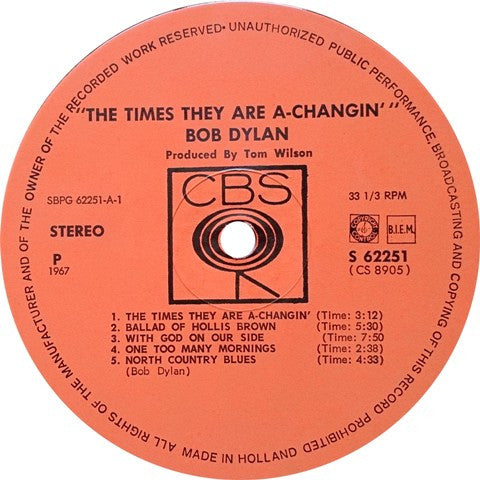 ALL RIGHTS OF THE MANUFACTURER AND OF THE OWNER OF THE RECORDED WORK RESERVED • UNAUTHORIZED PUBLIC PERFORMANCE, BROADCASTING AND COPYING OF THIS RECORD PROHIBITED
"THE TIMES THEY ARE A-CHANGIN'"
BOB DYLAN
Produced By Tom Wilson
CBS
SBPG 62251-A-1
33 1/3 RPM
STEREO
B.I.E.M.
P
1967
S 62251
(CS 8905)
1. THE TIMES THEY ARE A-CHANGIN' (Time: 3:12)
2. BALLAD OF HOLLIS BROWN (Time: 5:30)
3. WITH GOD ON OUR SIDE (Time: 7:50)
4. ONE TOO MANY MORNINGS (Time: 2:38)
5. NORTH COUNTRY BLUES (Time: 4:33)
(Bob Dylan)
MADE IN HOLLAND